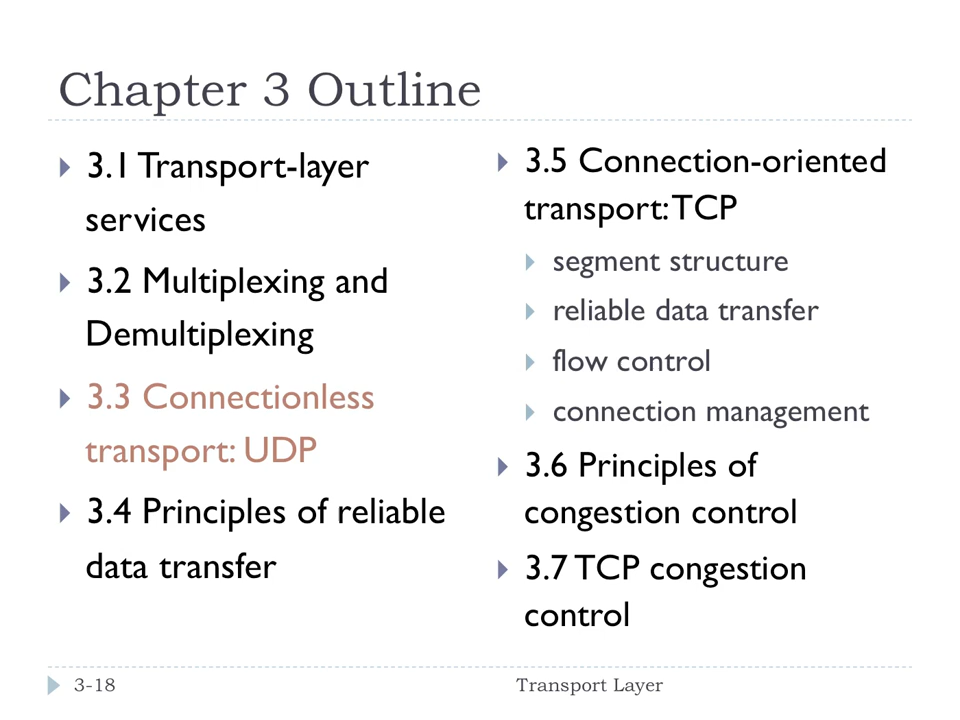 Chapter 3 Outline
3.1 Transport-layer
services
3.2 Multiplexing and
Demultiplexing
3.3 Connectionless
transport: UDP
3.4 Principles of reliable
data transfer
3.5 Connection-oriented
transport: TCP
segment structure
reliable data transfer
flow control
connection management
3.6 Principles of
congestion control
3.7 TCP congestion
control
3-18
Transport Layer